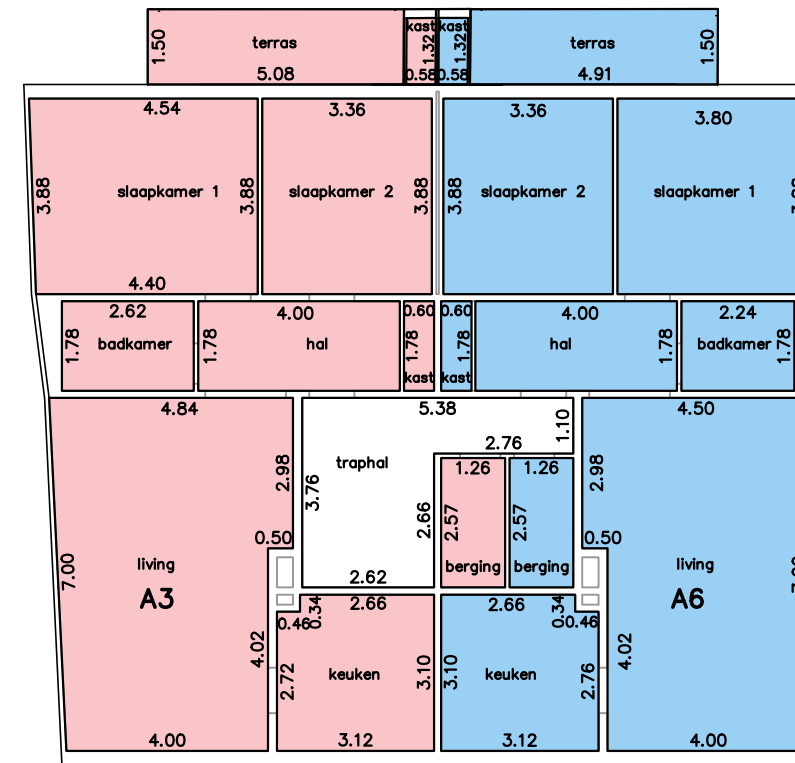 1.50
terras
5.08
kast
1.32
0.58
kast
1.32
0.58
terras
4.91
1.50
4.54
3.88
slaapkamer 1
3.88
4.40
3.36
slaapkamer 2
3.88
3.36
3.88
slaapkamer 2
3.80
slaapkamer 1
2.62
1.78
badkamer
4.00
1.78
hal
0.60
1.78
kast
0.60
1.78
kast
4.00
hal
1.78
2.24
badkamer
1.78
4.84
2.98
0.50
7.00
living
A3
4.02
4.00
5.38
1.10
2.76
traphal
3.76
2.66
2.62
1.26
2.57
berging
1.26
2.57
berging
4.50
2.98
0.50
living
A6
4.02
4.00
2.66
0.34
0.46
2.72
keuken
3.10
3.12
2.66
0.34
0.46
3.10
keuken
2.76
3.12